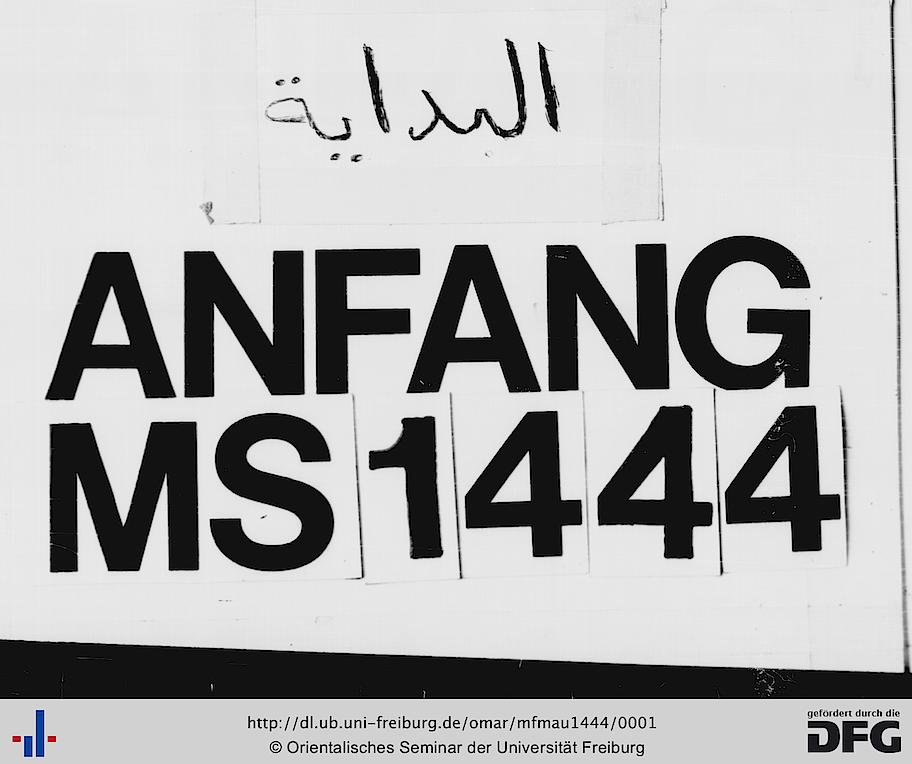 البداية
ANFANG
MS 1444
http://dl.ub.uni-freiburg.de/omar/mfmau1444/0001
© Orientalisches Seminar der Universität Freiburg
gefördert durch die
DFG